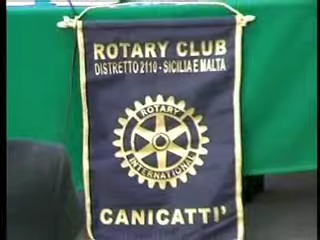 ROTARY CLUB
DISTRETTO 2110 - SICILIA E MALTA
ROTARY
INTERNATIONAL
CANICATTI'